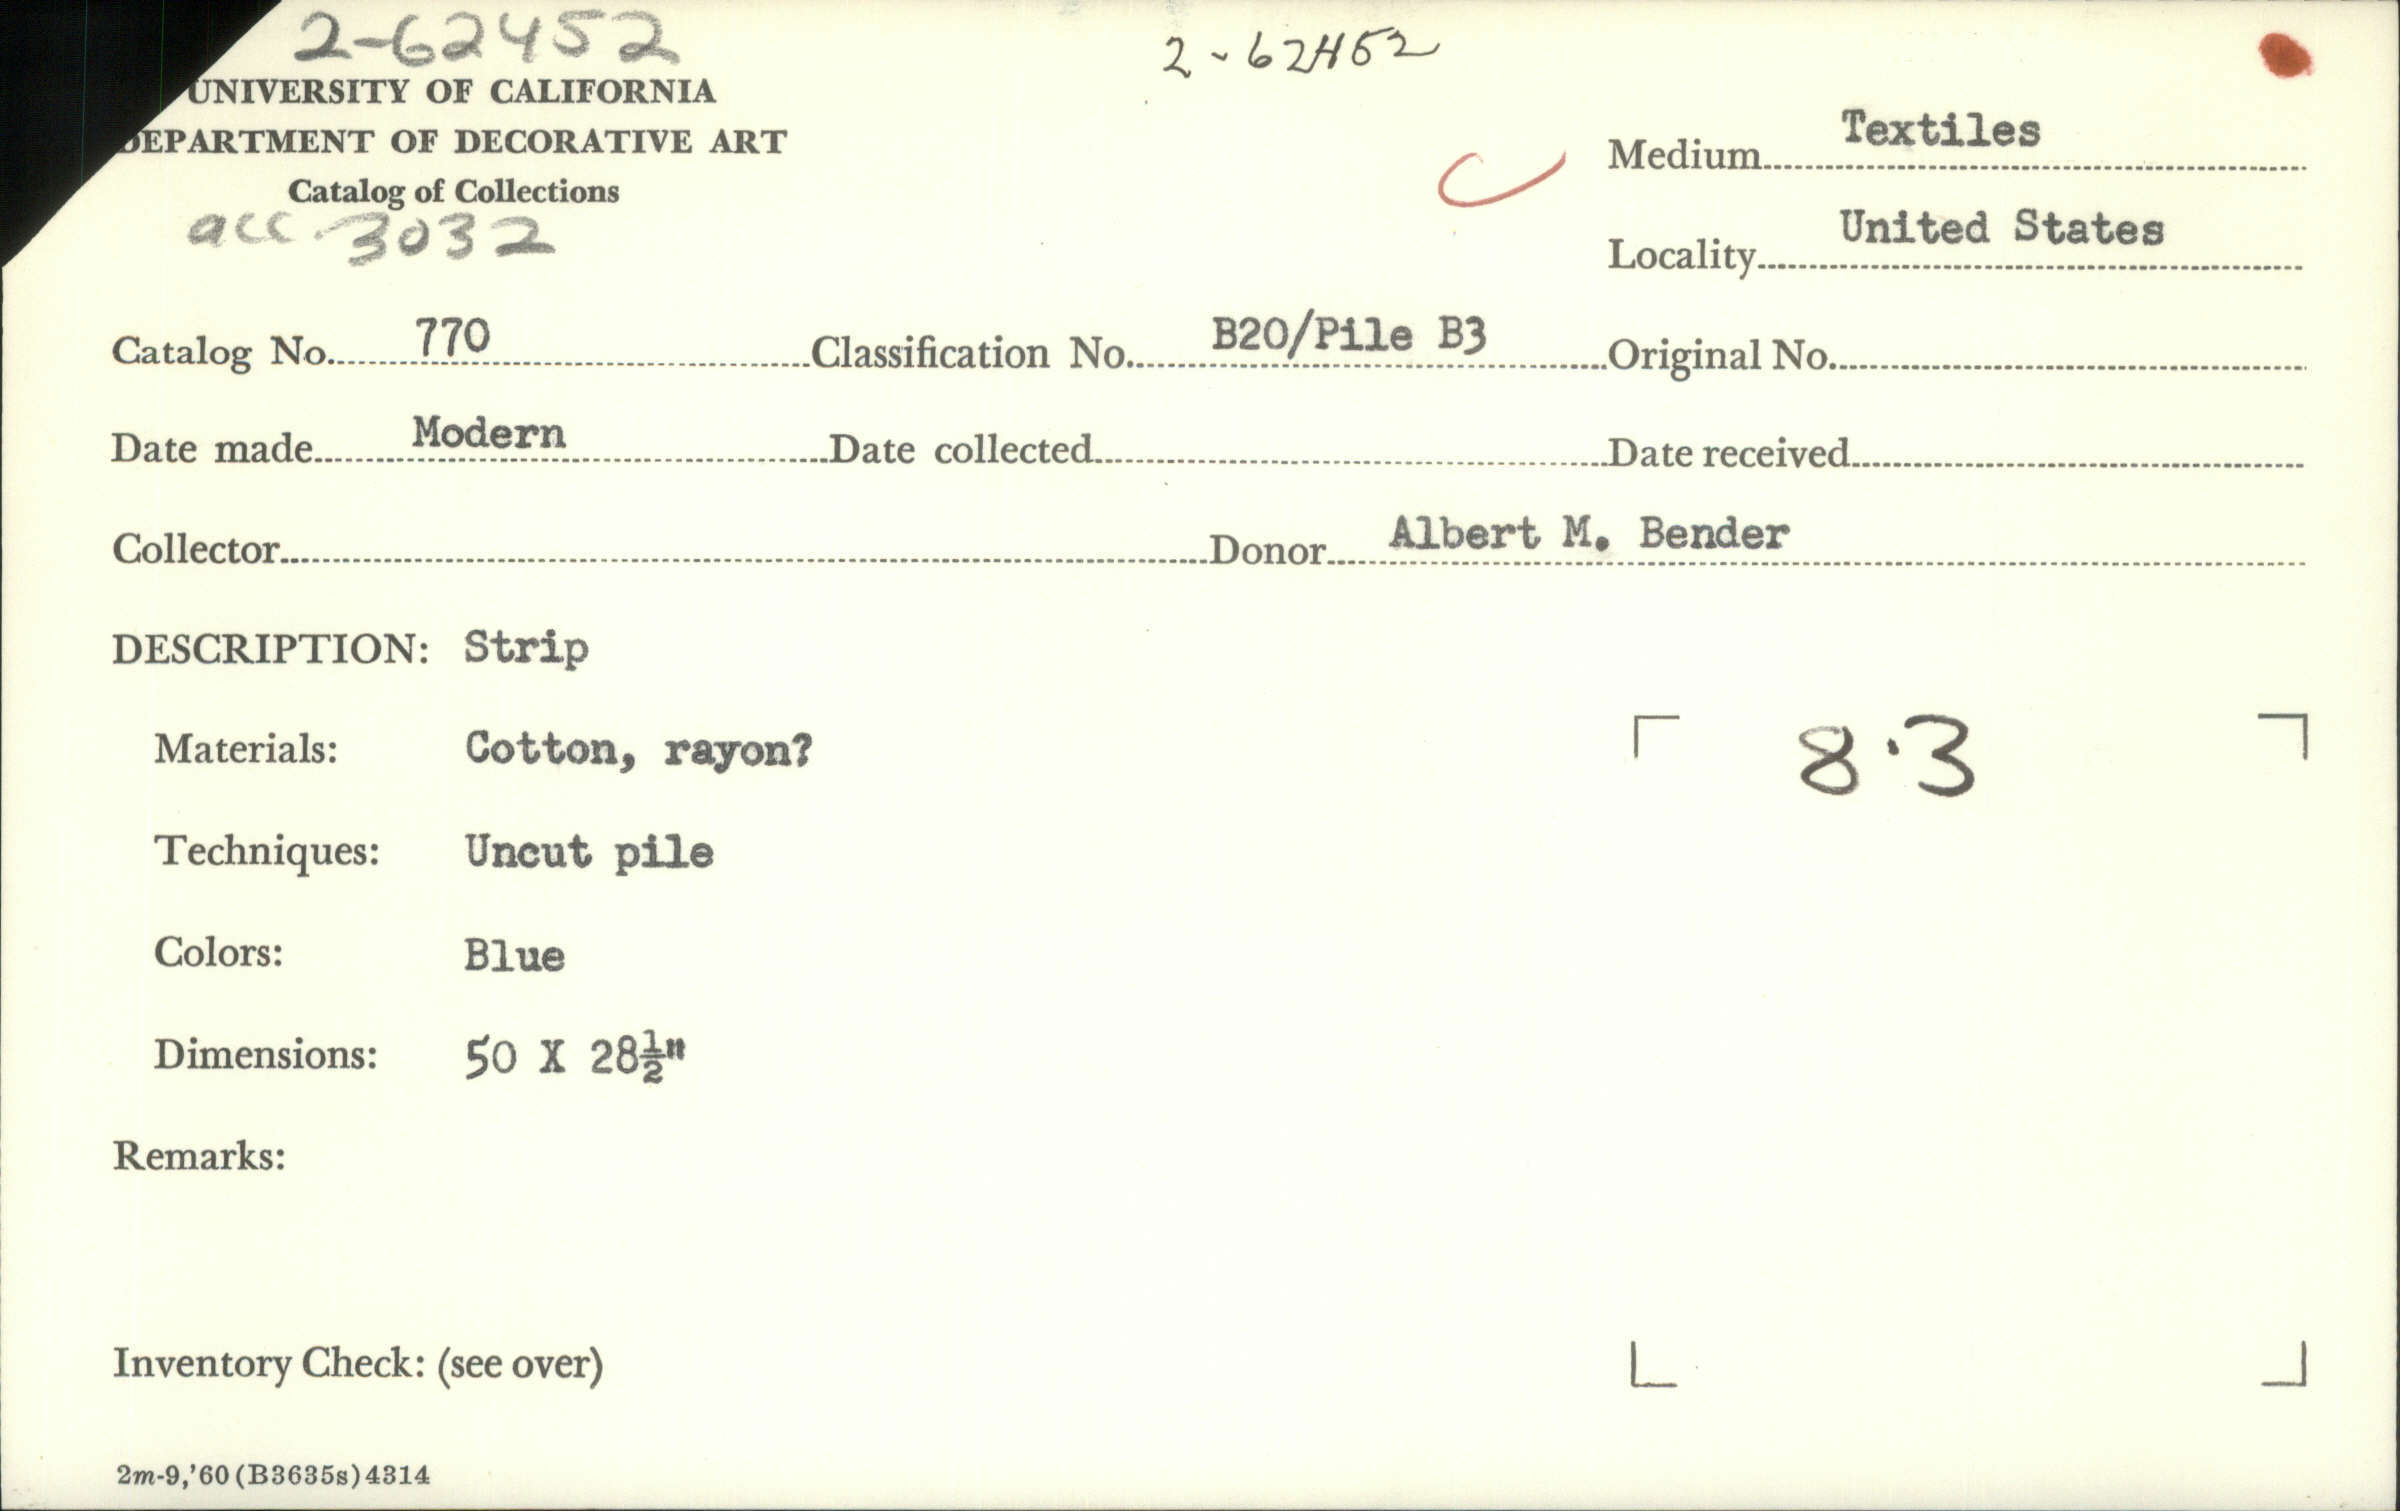 2-62452
2-62452
UNIVERSITY OF CALIFORNIA
DEPARTMENT OF DECORATIVE ART
Catalog of Collections
acc. 3032
Medium Textiles
Locality United States
Catalog No. 770 Classification No. B20/Pile B3 Original No.
Date made Modern Date collected Date received
Collector Donor Albert M. Bender
DESCRIPTION: Strip
Materials: Cotton, rayon?
8.3
Techniques: Uncut pile
Colors: Blue
Dimensions: 50 X 28½"
Remarks:
Inventory Check: (see over)
2m-9,'60(B3635s)4314